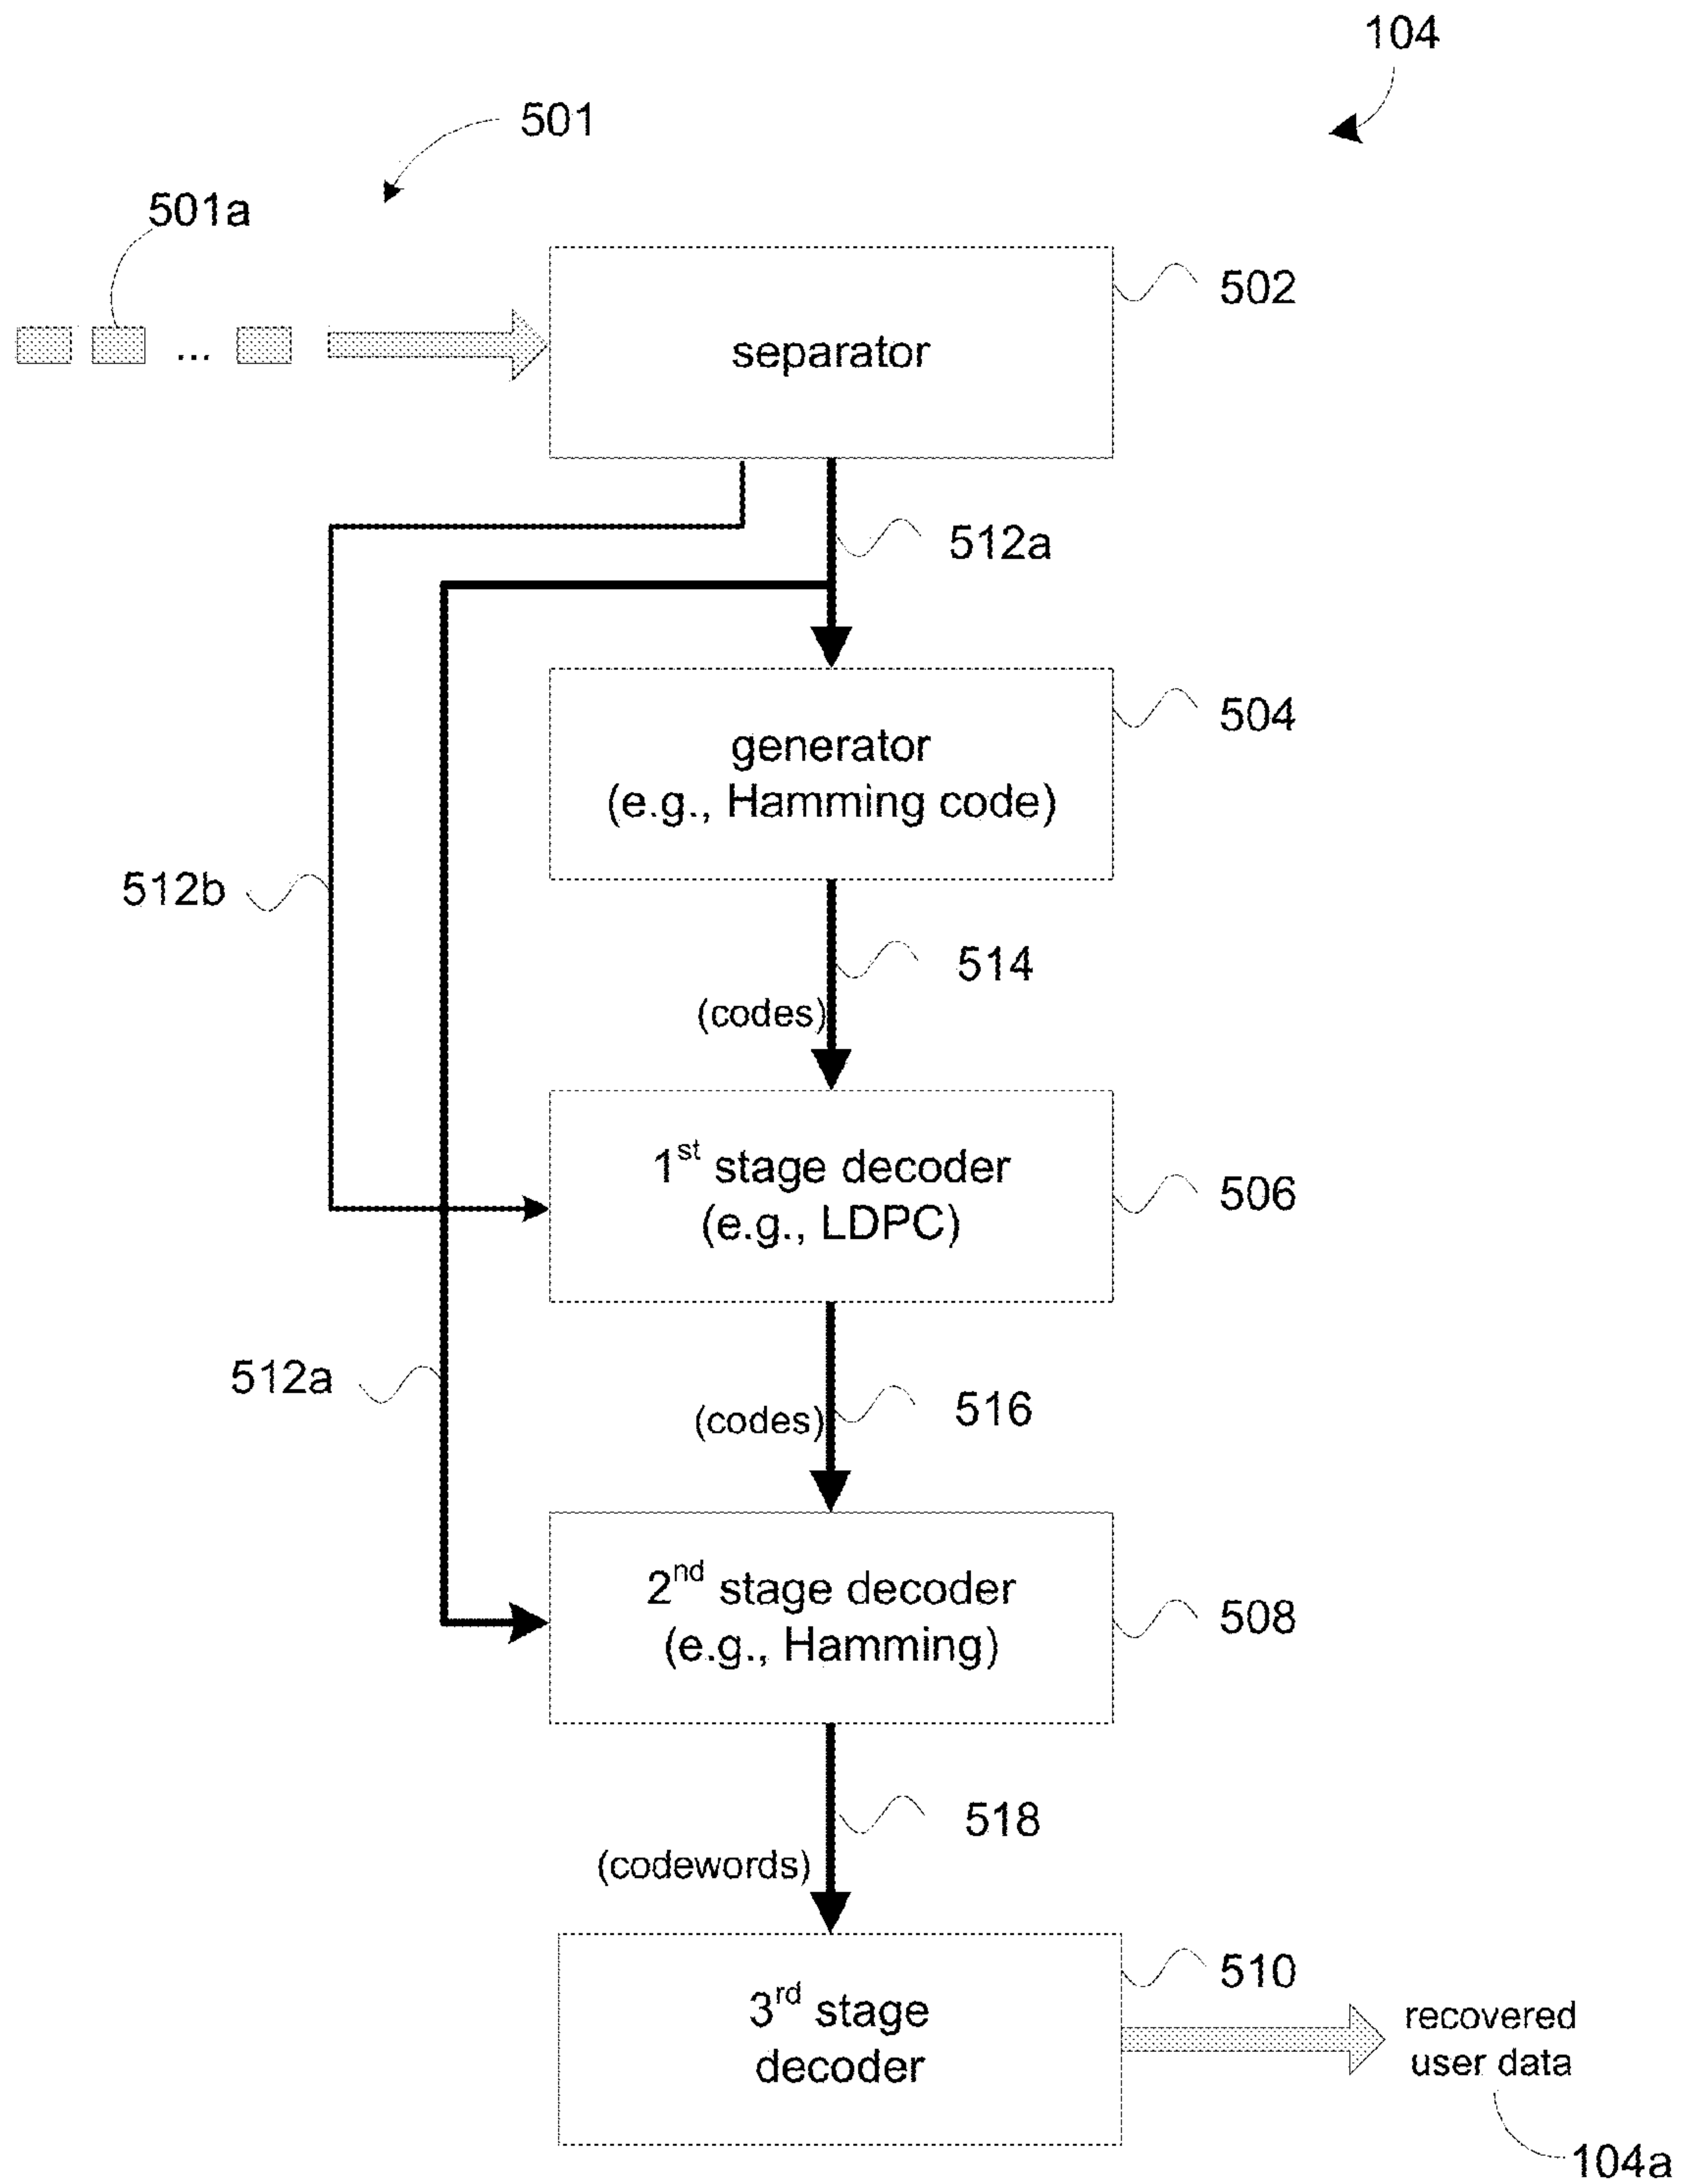 104
501
501a
502
separator
512a
504
generator
(e.g., Hamming code)
512b
514
(codes)
1st stage decoder
(e.g., LDPC)
506
512a
516
(codes)
2nd stage decoder
(e.g., Hamming)
508
518
(codewords)
510
3rd stage
decoder
recovered
user data
104a